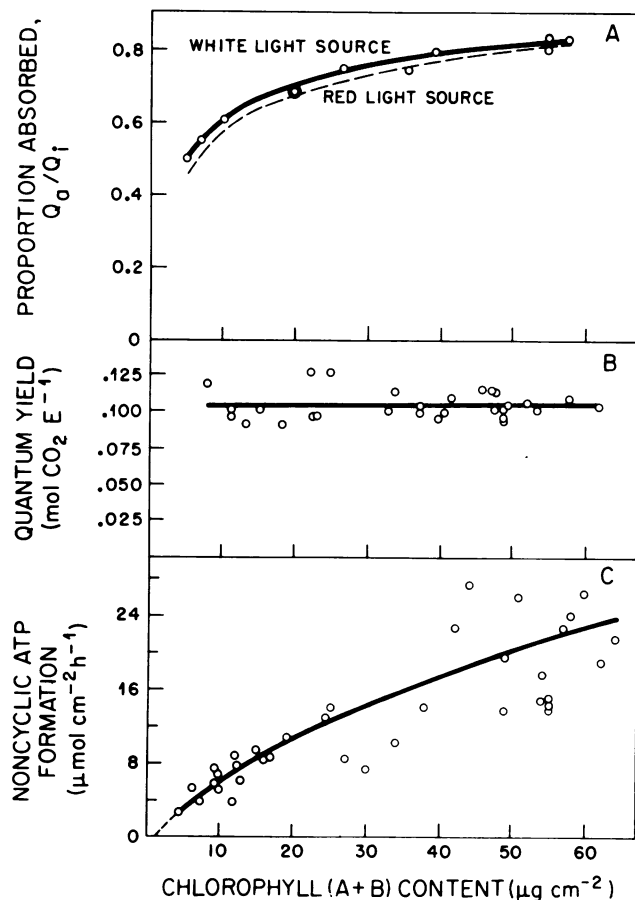 A
WHITE LIGHT SOURCE
RED LIGHT SOURCE
PROPORTION ABSORBED,
Qa/Qi
0.8
0.6
0.4
0.2
0
B
QUANTUM YIELD
(mol CO2 E-1)
.125
.100
.075
.050
.025
C
NONCYCLIC ATP
FORMATION
(μmol cm-2h-1)
24
16
8
0
10 20 30 40 50 60
CHLOROPHYLL (A+B) CONTENT (μg cm-2)